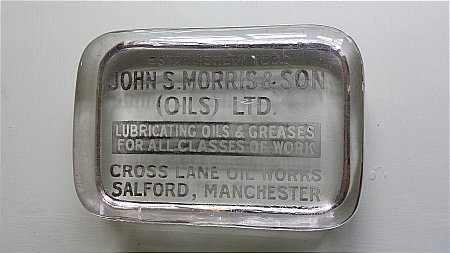 JOHN S. MORRIS & SON
(OILS) LTD.
LUBRICATING OILS & GREASES
FOR ALL CLASSES OF WORK
CROSS LANE OIL WORKS
SALFORD, MANCHESTER